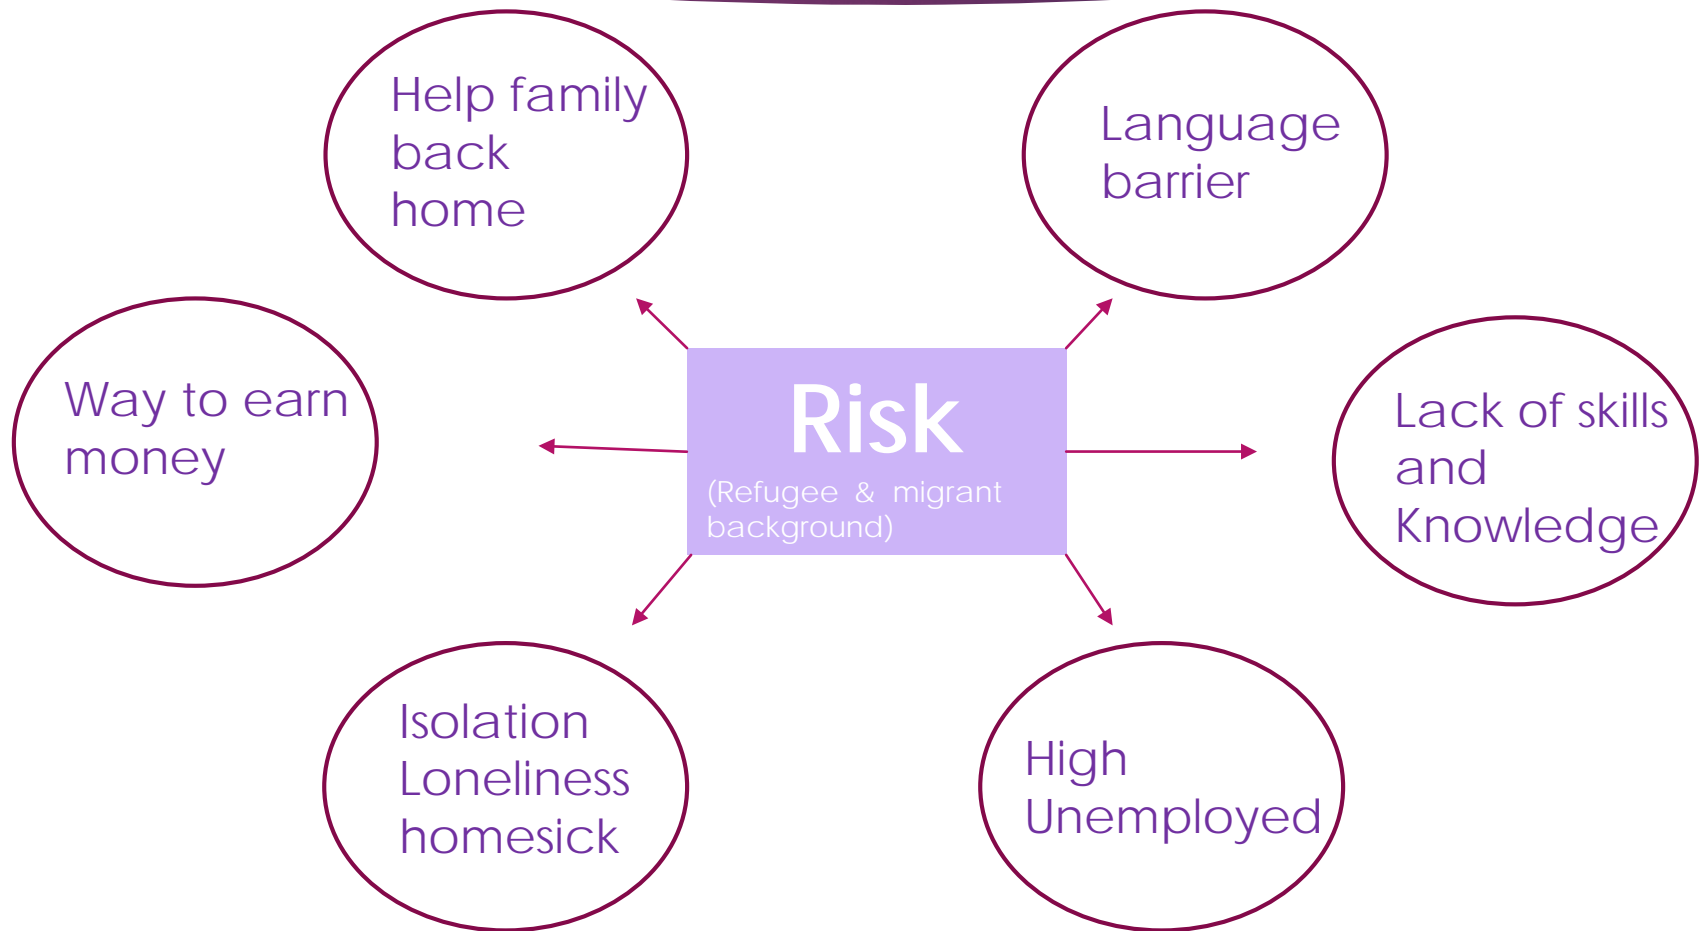 Help family
back
home
Language
barrier
Way to earn
money
Risk
(Refugee & migrant
background)
Lack of skills
and
Knowledge
Isolation
Loneliness
homesick
High
Unemployed